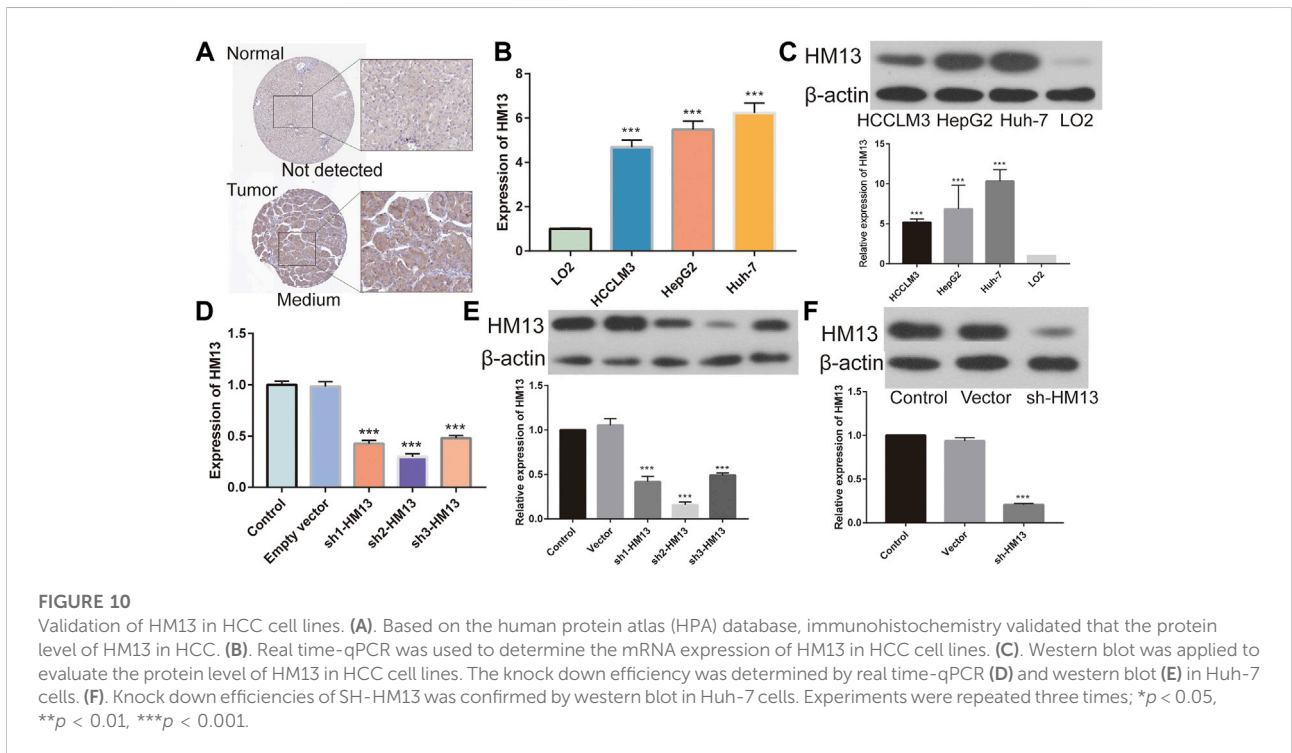 A
Normal
Not detected
Tumor
Medium
B
Expression of HM13
8
6
4
2
0
***
***
***
LO2
HCCLM3
HepG2
Huh-7
C
HM13
β-actin
HCCLM3 HepG2 Huh-7 LO2
Relative expression of HM13
15
10
5
0
***
***
***
HCCLM3
HepG2
Huh-7
LO2
D
Expression of HM13
1.5
1.0
0.5
0.0
***
***
***
Control
Empty vector
sh1-HM13
sh2-HM13
sh3-HM13
E
HM13
β-actin
Relative expression of HM13
1.5
1.0
0.5
0.0
***
***
***
Control
Vector
sh1-HM13
sh2-HM13
sh3-HM13
F
HM13
β-actin
Control Vector sh-HM13
Relative expression of HM13
1.5
1.0
0.5
0.0
***
Control
Vector
sh-HM13
FIGURE 10
Validation of HM13 in HCC cell lines. (A). Based on the human protein atlas (HPA) database, immunohistochemistry validated that the protein
level of HM13 in HCC. (B). Real time-qPCR was used to determine the mRNA expression of HM13 in HCC cell lines. (C). Western blot was applied to
evaluate the protein level of HM13 in HCC cell lines. The knock down efficiency was determined by real time-qPCR (D) and western blot (E) in Huh-7
cells. (F). Knock down efficiencies of SH-HM13 was confirmed by western blot in Huh-7 cells. Experiments were repeated three times; *p < 0.05,
**p < 0.01, ***p < 0.001.